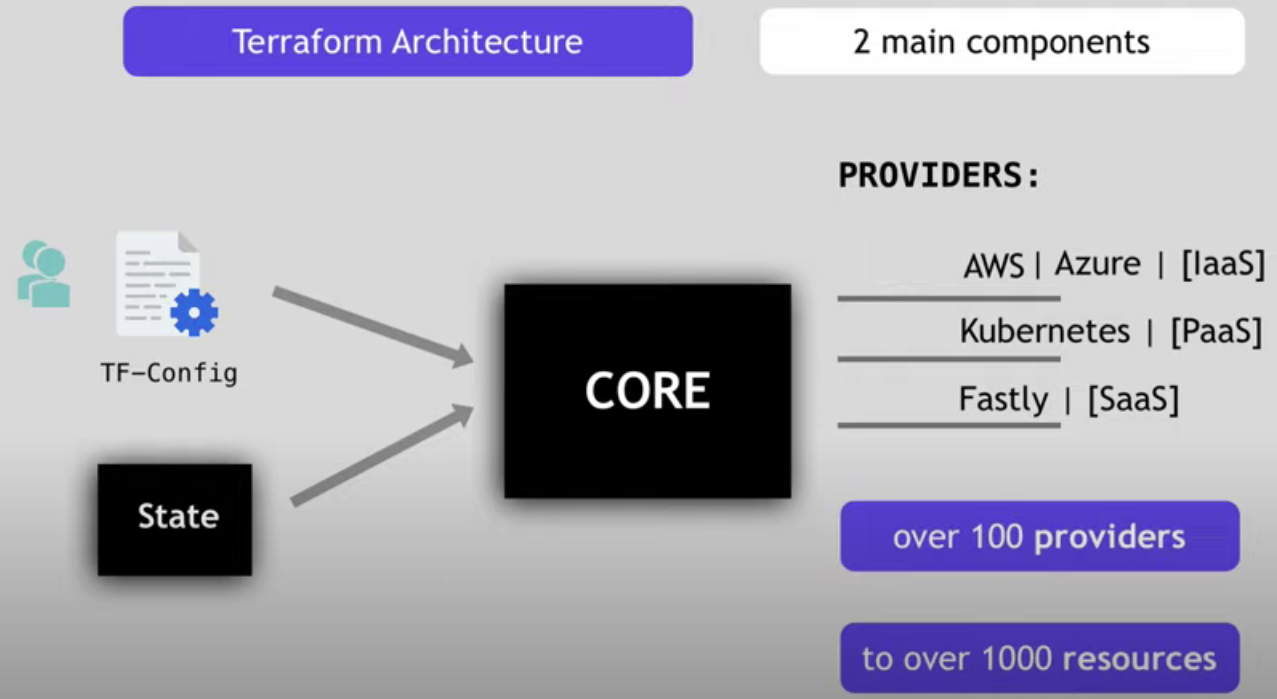 Terraform Architecture
2 main components
PROVIDERS:
AWS | Azure | [IaaS]
Kubernetes | [PaaS]
Fastly | [SaaS]
TF-Config
CORE
State
over 100 providers
to over 1000 resources